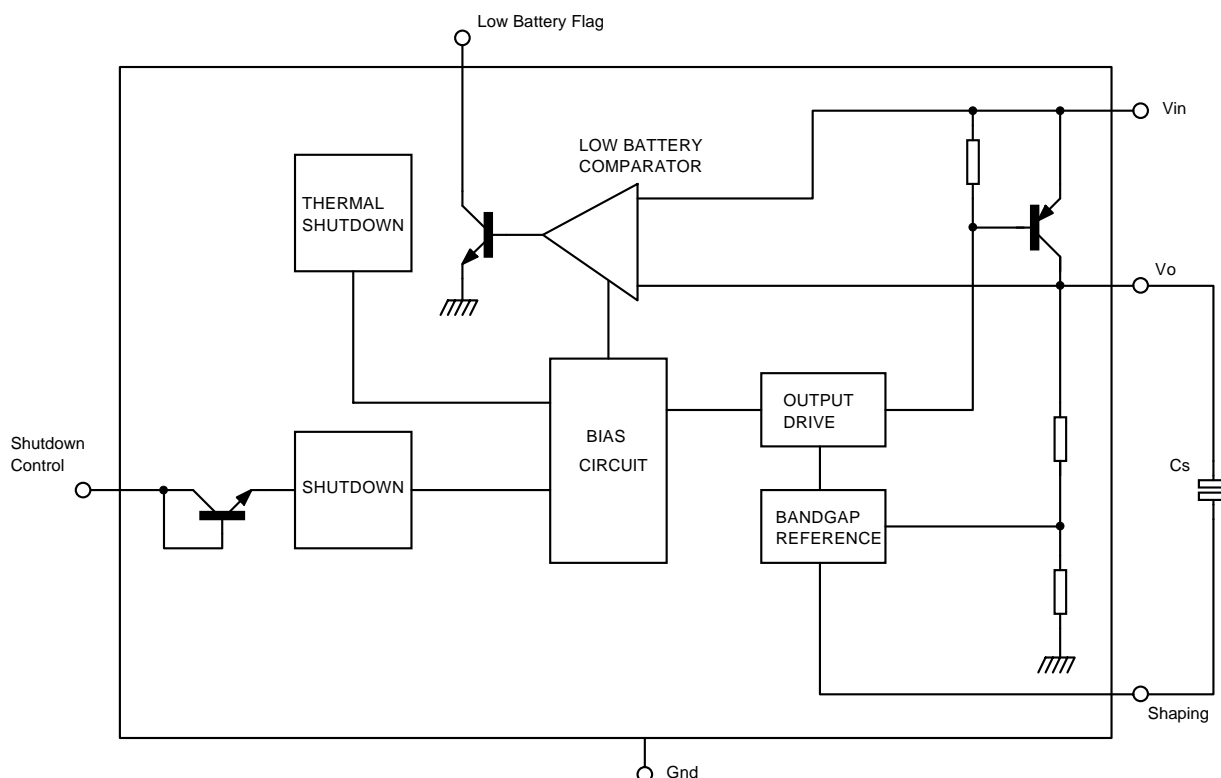 Low Battery Flag
Vin
LOW BATTERY
COMPARATOR
THERMAL
SHUTDOWN
Vo
OUTPUT
DRIVE
BIAS
CIRCUIT
Shutdown
Control
SHUTDOWN
Cs
BANDGAP
REFERENCE
Shaping
Gnd